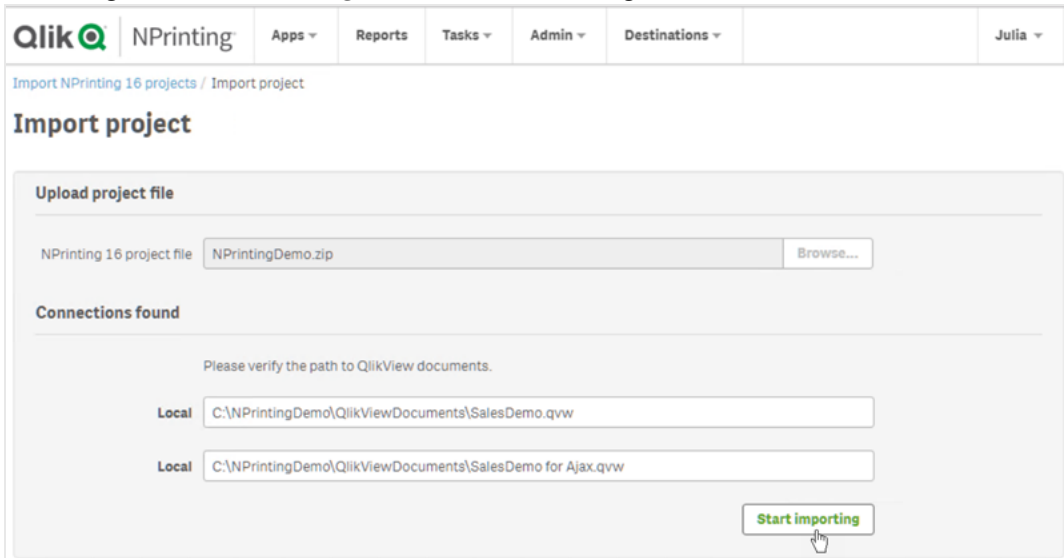 Qlik NPrinting Apps Reports Tasks Admin Destinations Julia
Import NPrinting 16 projects / Import project
Import project
Upload project file
NPrinting 16 project file NPrintingDemo.zip Browse...
Connections found
Please verify the path to QlikView documents.
Local C:\NPrintingDemo\QlikViewDocuments\SalesDemo.qvw
Local C:\NPrintingDemo\QlikViewDocuments\SalesDemo for Ajax.qvw
Start importing